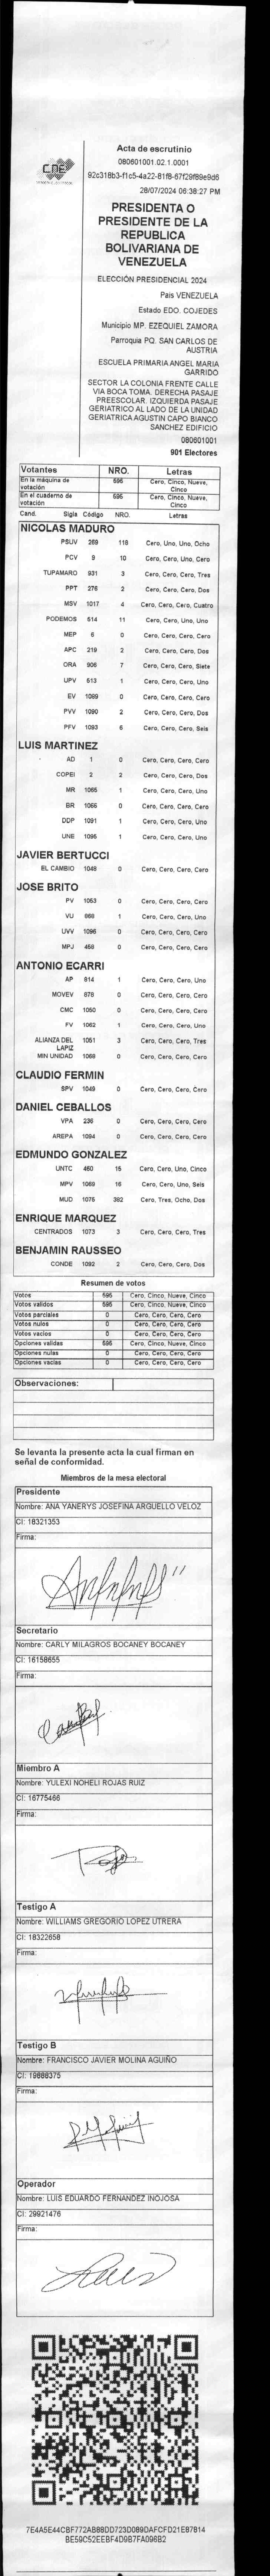 CNE
Acta de escrutinio
080601001.02.1.0001
92c318b3-f1c5-4a22-81f8-67f29f89e9d6
28/07/2024 06:38:27 PM
PRESIDENTA O
PRESIDENTE DE LA
REPUBLICA
BOLIVARIANA DE
VENEZUELA
ELECCIÓN PRESIDENCIAL 2024
Pais VENEZUELA
Estado EDO. COJEDES
Municipio MP. EZEQUIEL ZAMORA
Parroquia PQ. SAN CARLOS DE
AUSTRIA
ESCUELA PRIMARIA ANGEL MARIA
GARRIDO
SECTOR LA COLONIA FRENTE CALLE
VIA BOCA TOMA. DERECHA PASAJE
PREESCOLAR. IZQUIERDA PASAJE
GERIATRICO AL LADO DE LA UNIDAD
GERIATRICA AGUSTIN CAPO BIANCO
SANCHEZ EDIFICIO
080601001
901 Electores
Votantes NRO. Letras
En la máquina de votación 595 Cero, Cinco, Nueve, Cinco
En el cuaderno de votación 595 Cero, Cinco, Nueve, Cinco
Cand. Sigla Código NRO. Letras
NICOLAS MADURO
PSUV 269 118 Cero, Uno, Uno, Ocho
PCV 9 10 Cero, Cero, Uno, Cero
TUPAMARO 931 3 Cero, Cero, Cero, Tres
PPT 276 2 Cero, Cero, Cero, Dos
MSV 1017 4 Cero, Cero, Cero, Cuatro
PODEMOS 514 11 Cero, Cero, Uno, Uno
MEP 6 0 Cero, Cero, Cero, Cero
APC 219 2 Cero, Cero, Cero, Dos
ORA 906 7 Cero, Cero, Cero, Siete
UPV 513 1 Cero, Cero, Cero, Uno
EV 1089 0 Cero, Cero, Cero, Cero
PVV 1090 2 Cero, Cero, Cero, Dos
PFV 1093 6 Cero, Cero, Cero, Seis
LUIS MARTINEZ
AD 1 0 Cero, Cero, Cero, Cero
COPEI 2 2 Cero, Cero, Cero, Dos
MR 1065 1 Cero, Cero, Cero, Uno
BR 1066 0 Cero, Cero, Cero, Cero
DDP 1091 1 Cero, Cero, Cero, Uno
UNE 1095 1 Cero, Cero, Cero, Uno
JAVIER BERTUCCI
EL CAMBIO 1048 0 Cero, Cero, Cero, Cero
JOSE BRITO
PV 1053 0 Cero, Cero, Cero, Cero
VU 868 1 Cero, Cero, Cero, Uno
UVV 1096 0 Cero, Cero, Cero, Cero
MPJ 458 0 Cero, Cero, Cero, Cero
ANTONIO ECARRI
AP 814 1 Cero, Cero, Cero, Uno
MOVEV 878 0 Cero, Cero, Cero, Cero
CMC 1050 0 Cero, Cero, Cero, Cero
FV 1062 1 Cero, Cero, Cero, Uno
ALIANZA DEL LAPIZ 1051 3 Cero, Cero, Cero, Tres
MIN UNIDAD 1068 0 Cero, Cero, Cero, Cero
CLAUDIO FERMIN
SPV 1049 0 Cero, Cero, Cero, Cero
DANIEL CEBALLOS
VPA 236 0 Cero, Cero, Cero, Cero
AREPA 1094 0 Cero, Cero, Cero, Cero
EDMUNDO GONZALEZ
UNTC 460 15 Cero, Cero, Uno, Cinco
MPV 1069 16 Cero, Cero, Uno, Seis
MUD 1075 382 Cero, Tres, Ocho, Dos
ENRIQUE MARQUEZ
CENTRADOS 1073 3 Cero, Cero, Cero, Tres
BENJAMIN RAUSSEO
CONDE 1092 2 Cero, Cero, Cero, Dos
Resumen de votos
Votos 595 Cero, Cinco, Nueve, Cinco
Votos validos 595 Cero, Cinco, Nueve, Cinco
Votos parciales 0 Cero, Cero, Cero, Cero
Votos nulos 0 Cero, Cero, Cero, Cero
Votos vacios 0 Cero, Cero, Cero, Cero
Opciones validas 595 Cero, Cinco, Nueve, Cinco
Opciones nulas 0 Cero, Cero, Cero, Cero
Opciones vacias 0 Cero, Cero, Cero, Cero
Observaciones:
Se levanta la presente acta la cual firman en
señal de conformidad.
Miembros de la mesa electoral
Presidente
Nombre: ANA YANERYS JOSEFINA ARGUELLO VELOZ
CI: 18321353
Firma:
Secretario
Nombre: CARLY MILAGROS BOCANEY BOCANEY
CI: 16158655
Firma:
Miembro A
Nombre: YULEXI NOHELI ROJAS RUIZ
CI: 16775466
Firma:
Testigo A
Nombre: WILLIAMS GREGORIO LOPEZ UTRERA
CI: 18322658
Firma:
Testigo B
Nombre: FRANCISCO JAVIER MOLINA AGUIÑO
CI: 19888375
Firma:
Operador
Nombre: LUIS EDUARDO FERNANDEZ INOJOSA
CI: 29921476
Firma:
7E4A5E44CBF772AB88DD723D089DAFCFD21E87814
BE59C52EEBF4D9B7FA096B2